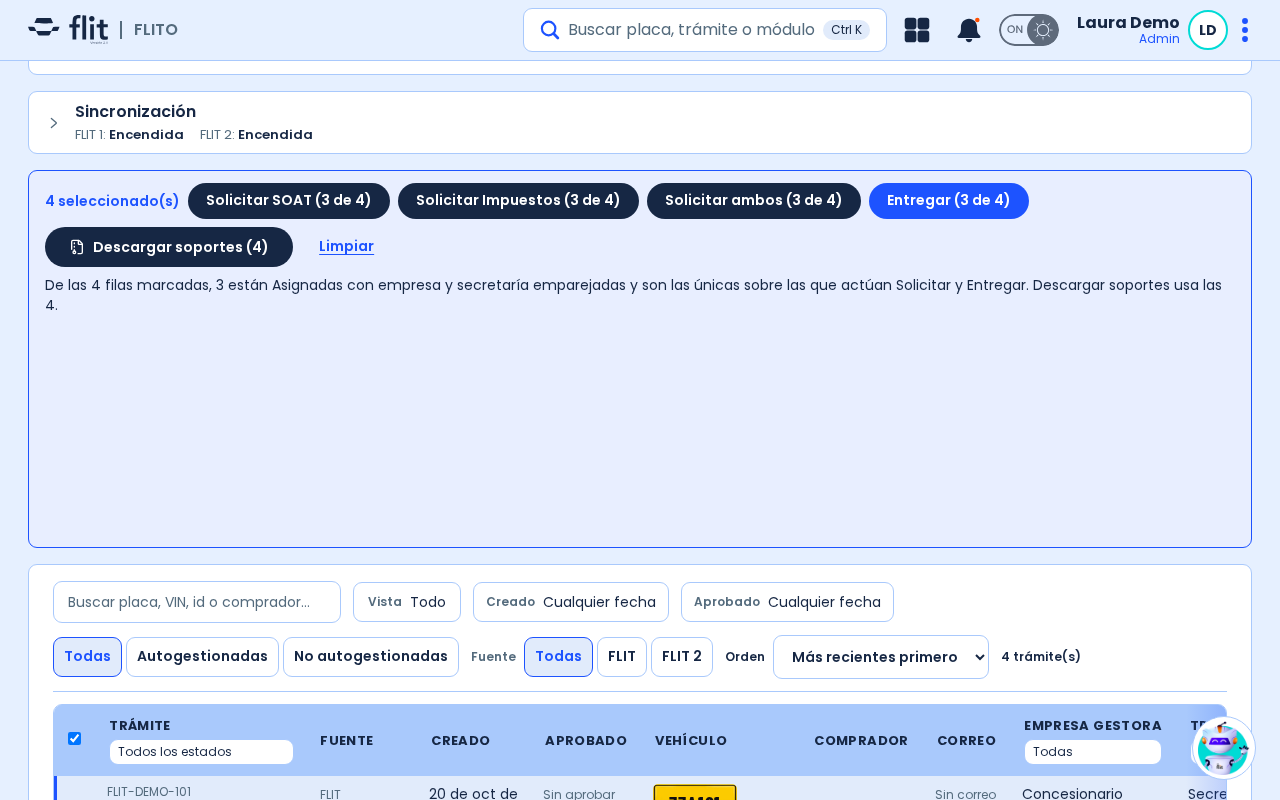 flit | FLITO
Buscar placa, trámite o módulo Ctrl K
ON
Laura Demo
Admin
LD
Sincronización
FLIT 1: Encendida FLIT 2: Encendida
4 seleccionado(s) Solicitar SOAT (3 de 4) Solicitar Impuestos (3 de 4) Solicitar ambos (3 de 4) Entregar (3 de 4)
Descargar soportes (4) Limpiar
De las 4 filas marcadas, 3 están Asignadas con empresa y secretaría emparejadas y son las únicas sobre las que actúan Solicitar y Entregar. Descargar soportes usa las
4.
Buscar placa, VIN, id o comprador... Vista Todo Creado Cualquier fecha Aprobado Cualquier fecha
Todas Autogestionadas No autogestionadas Fuente Todas FLIT FLIT 2 Orden Más recientes primero 4 trámite(s)
TRÁMITE FUENTE CREADO APROBADO VEHÍCULO COMPRADOR CORREO EMPRESA GESTORA
Todos los estados Todas
FLIT-DEMO-101
FLIT 20 de oct de Sin aprobar Sin correo Concesionario